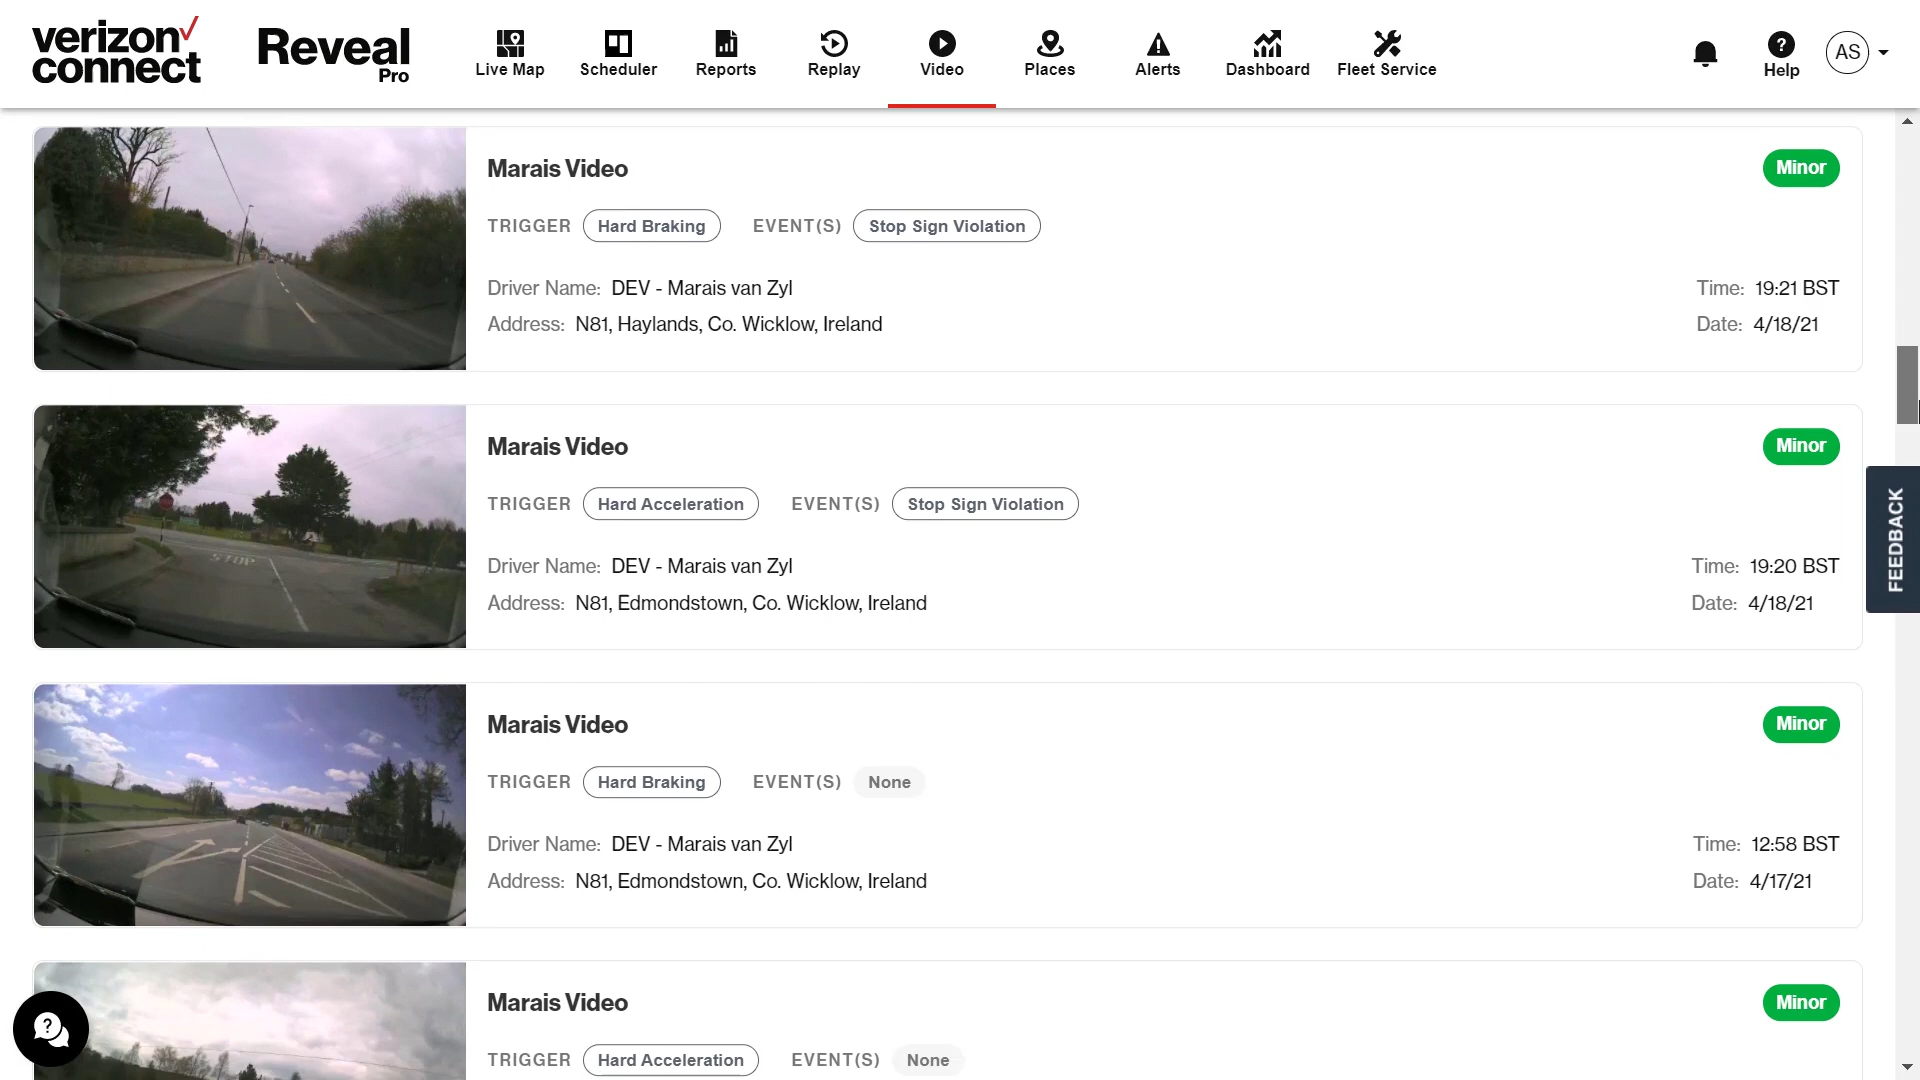 verizon connect
Reveal Pro
Live Map
Scheduler
Reports
Replay
Video
Places
Alerts
Dashboard
Fleet Service
Help
AS
Marais Video
Minor
TRIGGER Hard Braking EVENT(S) Stop Sign Violation
Driver Name: DEV - Marais van Zyl
Time: 19:21 BST
Address: N81, Haylands, Co. Wicklow, Ireland
Date: 4/18/21
Marais Video
Minor
TRIGGER Hard Acceleration EVENT(S) Stop Sign Violation
STOP
Driver Name: DEV - Marais van Zyl
Time: 19:20 BST
Address: N81, Edmondstown, Co. Wicklow, Ireland
Date: 4/18/21
FEEDBACK
Marais Video
Minor
TRIGGER Hard Braking EVENT(S) None
Driver Name: DEV - Marais van Zyl
Time: 12:58 BST
Address: N81, Edmondstown, Co. Wicklow, Ireland
Date: 4/17/21
Marais Video
Minor
TRIGGER Hard Acceleration EVENT(S) None